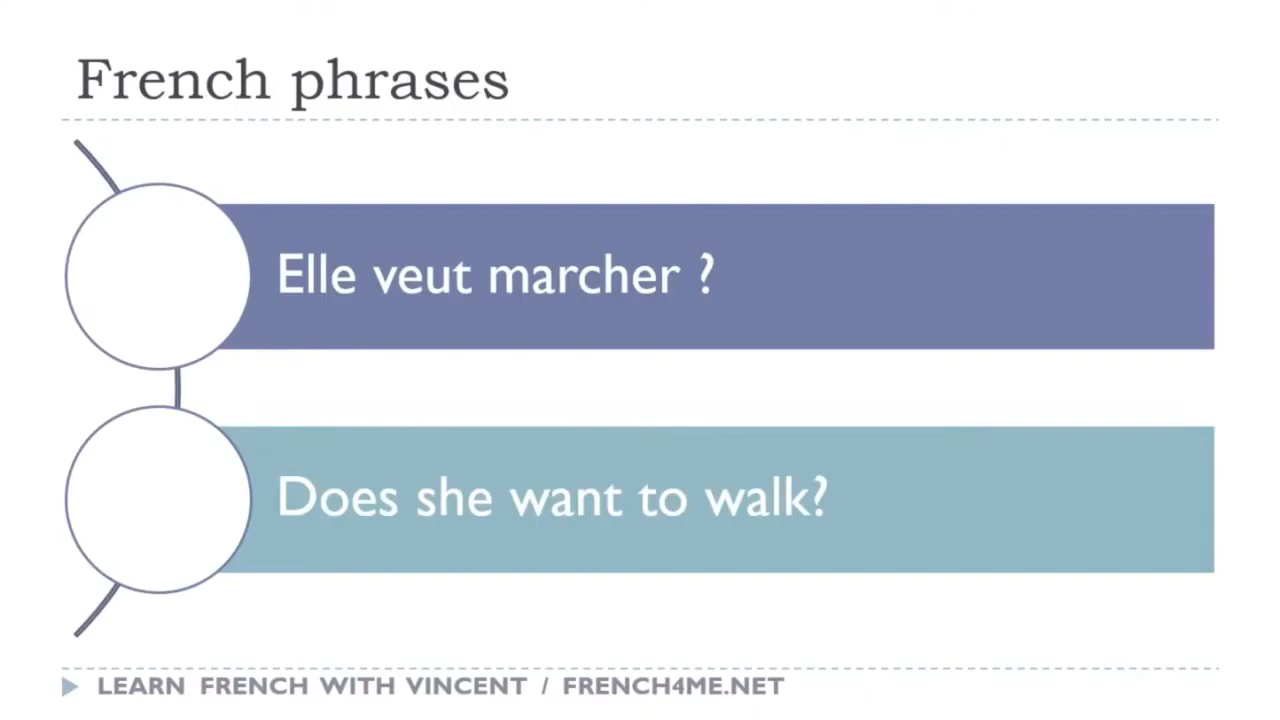 French phrases
Elle veut marcher ?
Does she want to walk?
LEARN FRENCH WITH VINCENT / FRENCH4ME.NET